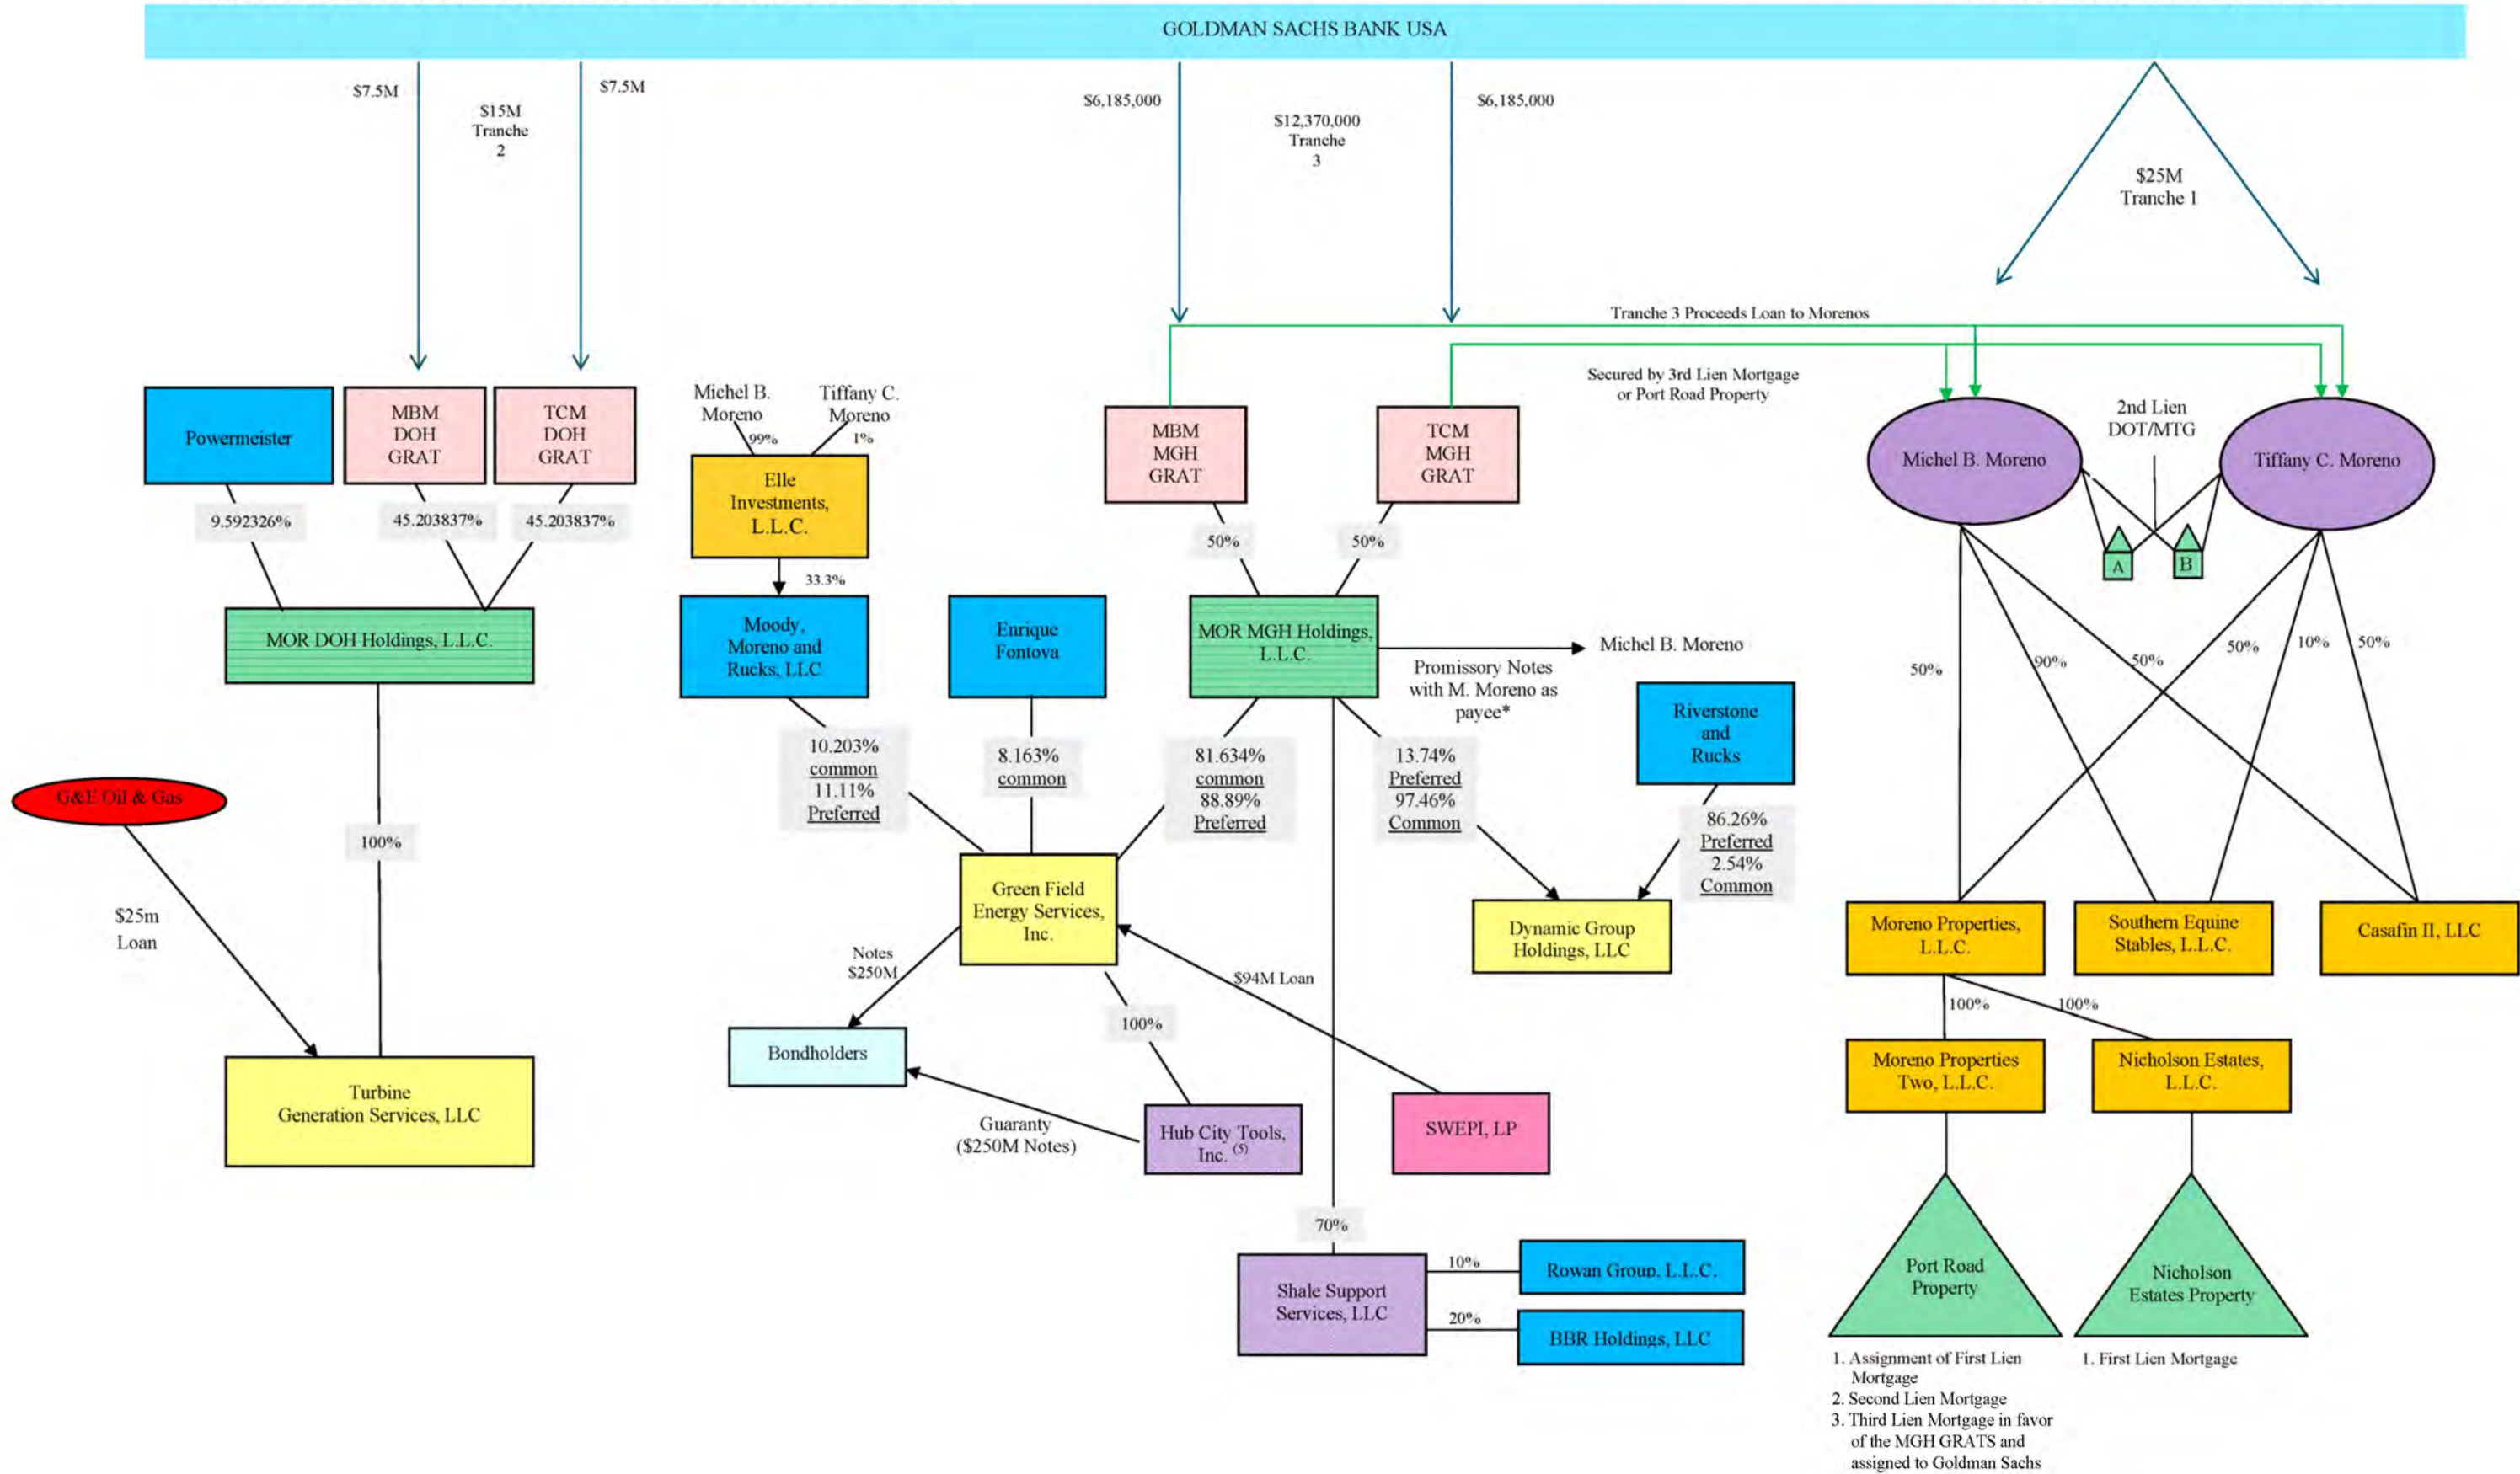 GOLDMAN SACHS BANK USA
$7.5M
$15M
Tranche
2
$7.5M
$6,185,000
$12,370,000
Tranche
3
$6,185,000
$25M
Tranche 1
Tranche 3 Proceeds Loan to Morenos
Secured by 3rd Lien Mortgage
or Port Road Property
Powermeister
MBM
DOH
GRAT
TCM
DOH
GRAT
9.592326%
45.203837%
45.203837%
MOR DOH Holdings, L.L.C.
G&E Oil & Gas
$25m
Loan
100%
Turbine
Generation Services, LLC
Michel B.
Moreno
Tiffany C.
Moreno
99%
1%
Elle
Investments,
L.L.C.
33.3%
Moody,
Moreno and
Rucks, LLC
Enrique
Fontova
MBM
MGH
GRAT
TCM
MGH
GRAT
50%
50%
MOR MGH Holdings,
L.L.C.
Michel B. Moreno
Promissory Notes
with M. Moreno as
payee*
Riverstone
and
Rucks
10.203%
common
11.11%
Preferred
8.163%
common
81.634%
common
88.89%
Preferred
13.74%
Preferred
97.46%
Common
86.26%
Preferred
2.54%
Common
Green Field
Energy Services,
Inc.
Dynamic Group
Holdings, LLC
Notes
$250M
$94M Loan
100%
Bondholders
Guaranty
($250M Notes)
Hub City Tools,
Inc. (5)
SWEPI, LP
70%
Shale Support
Services, LLC
10%
Rowan Group, L.L.C.
20%
BBR Holdings, LLC
Michel B. Moreno
2nd Lien
DOT/MTG
Tiffany C. Moreno
A
B
50%
90%
50%
50%
10%
50%
Moreno Properties,
L.L.C.
Southern Equine
Stables, L.L.C.
Casafin II, LLC
100%
100%
Moreno Properties
Two, L.L.C.
Nicholson Estates,
L.L.C.
Port Road
Property
Nicholson
Estates Property
1. Assignment of First Lien
Mortgage
2. Second Lien Mortgage
3. Third Lien Mortgage in favor
of the MGH GRATS and
assigned to Goldman Sachs
1. First Lien Mortgage